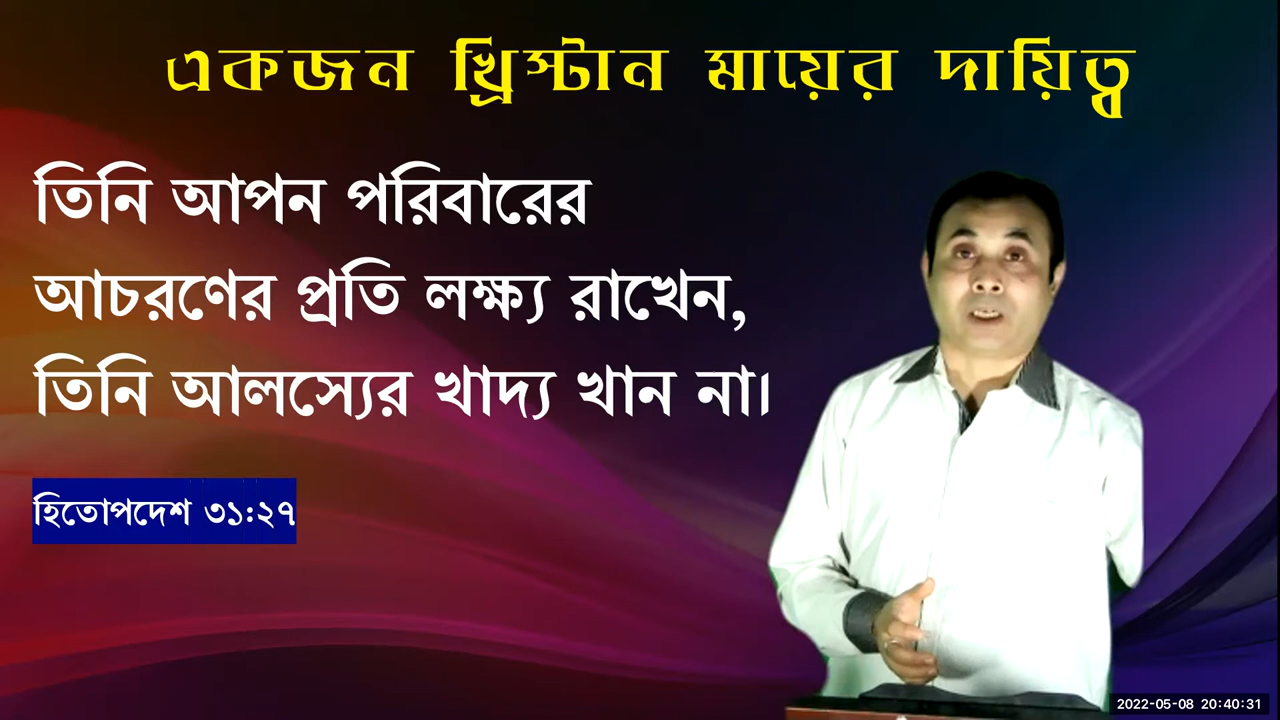 একজন খ্রিস্টান মায়ের দায়িত্ব
তিনি আপন পরিবারের
আচরণের প্রতি লক্ষ্য রাখেন,
তিনি আলস্যের খাদ্য খান না।
হিতোপদেশ ৩১:২৭
2022-05-08 20:40:31